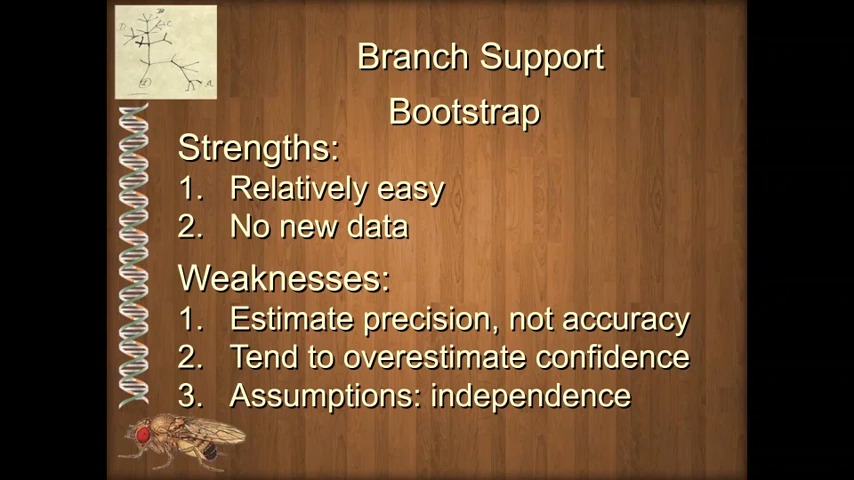 Branch Support
Bootstrap
Strengths:
1. Relatively easy
2. No new data
Weaknesses:
1. Estimate precision, not accuracy
2. Tend to overestimate confidence
3. Assumptions: independence